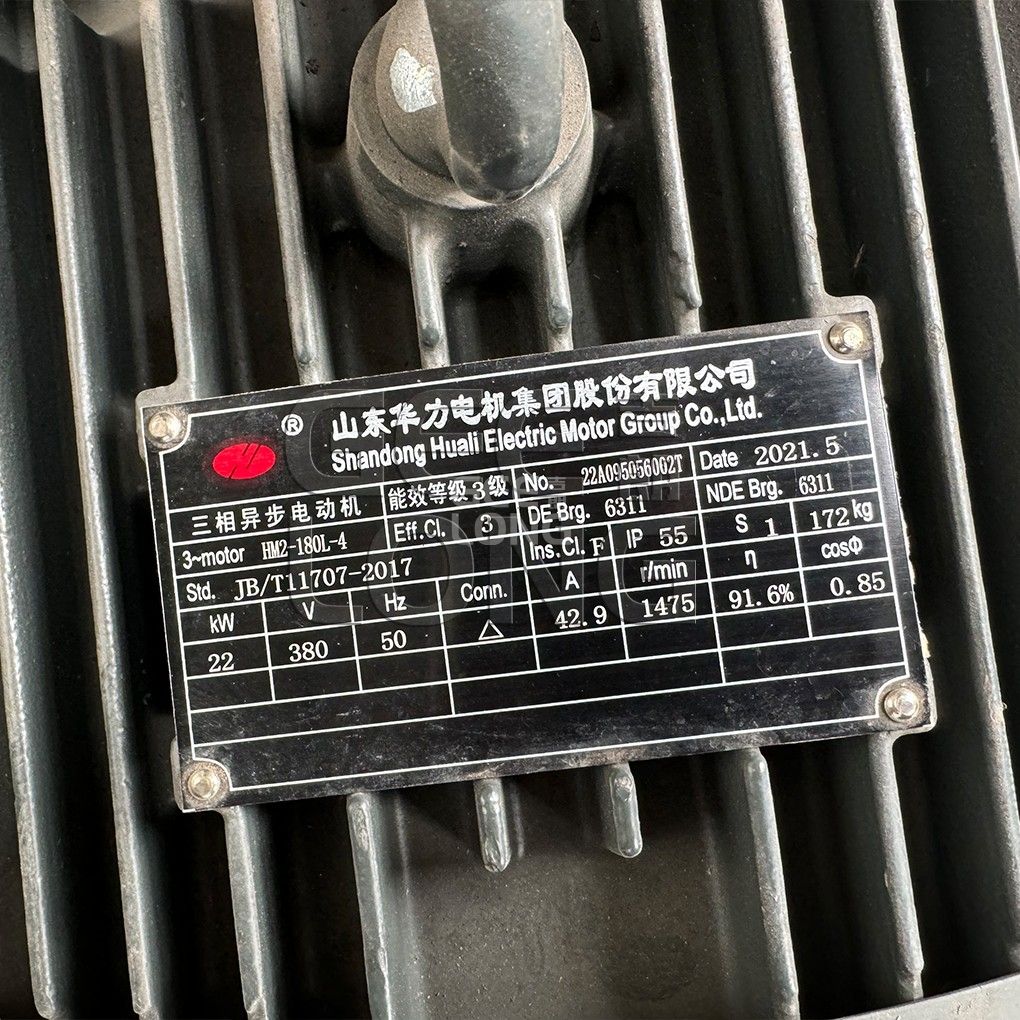 ® 山东华力电机集团股份有限公司
Shandong Huali Electric Motor Group Co.,Ltd.
三相异步电动机 能效等级3级 No. 22A095056002T Date 2021.5
3~motor HM2-180L-4 Eff.Cl. 3 DE Brg. 6311 NDE Brg. 6311
Std. JB/T11707-2017 Conn. Ins.Cl. F IP 55 S 1 172 kg
kW V Hz A r/min η cosΦ
22 380 50 △ 42.9 1475 91.6% 0.85
LONG
LONG